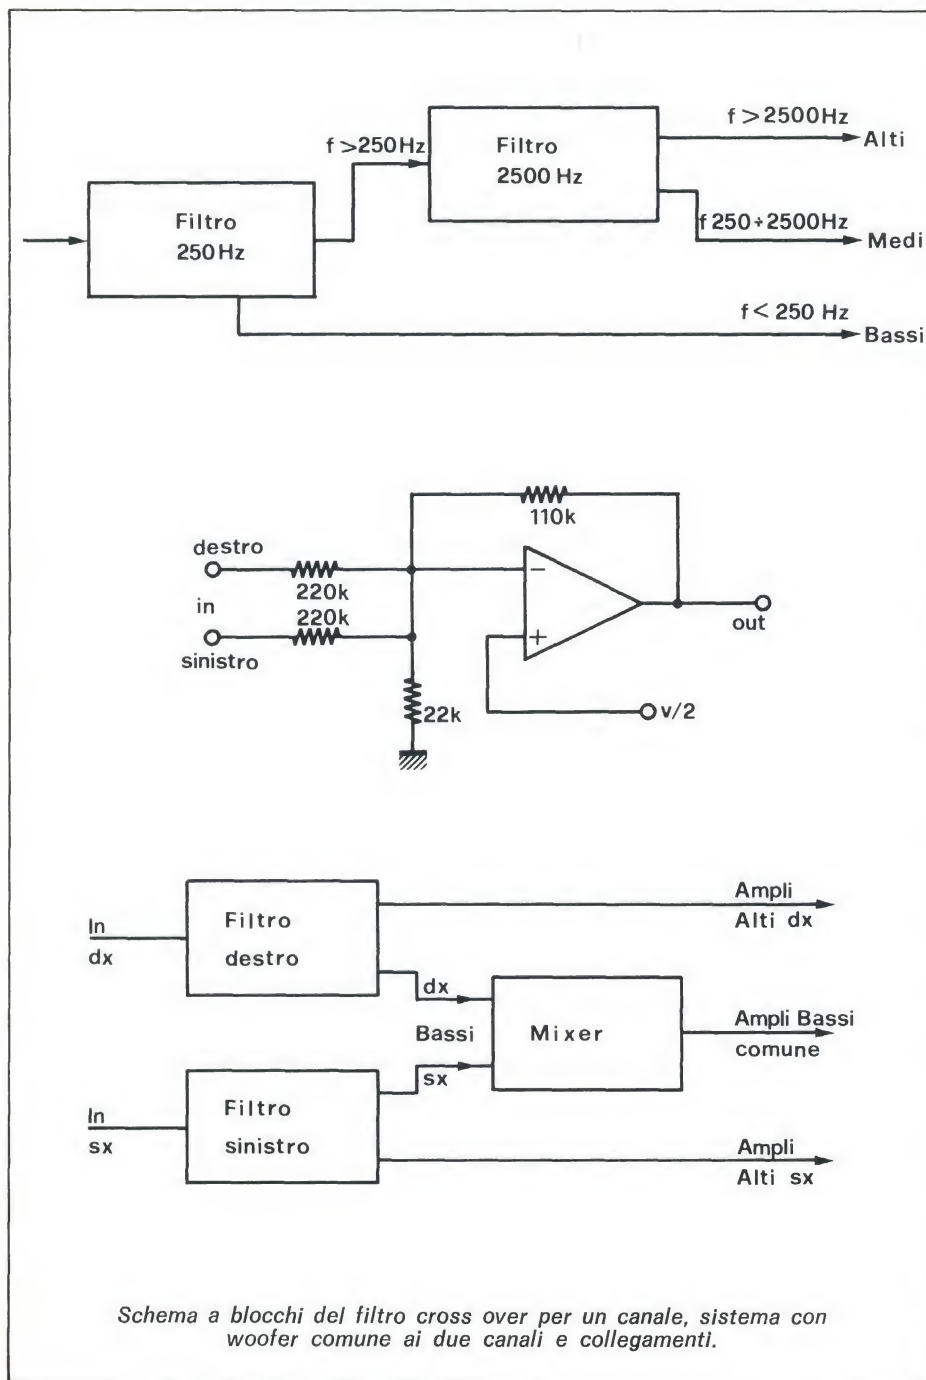 f > 2500Hz
Alti
f >250Hz
Filtro
2500 Hz
f 250÷2500Hz
Medi
Filtro
250Hz
f < 250 Hz
Bassi
110k
destro
220k
in
220k
sinistro
−
+
out
22k
v/2
Ampli
Alti dx
In
dx
Filtro
destro
dx
Bassi
sx
Mixer
Ampli Bassi
comune
In
sx
Filtro
sinistro
Ampli
Alti sx
Schema a blocchi del filtro cross over per un canale, sistema con
woofer comune ai due canali e collegamenti.